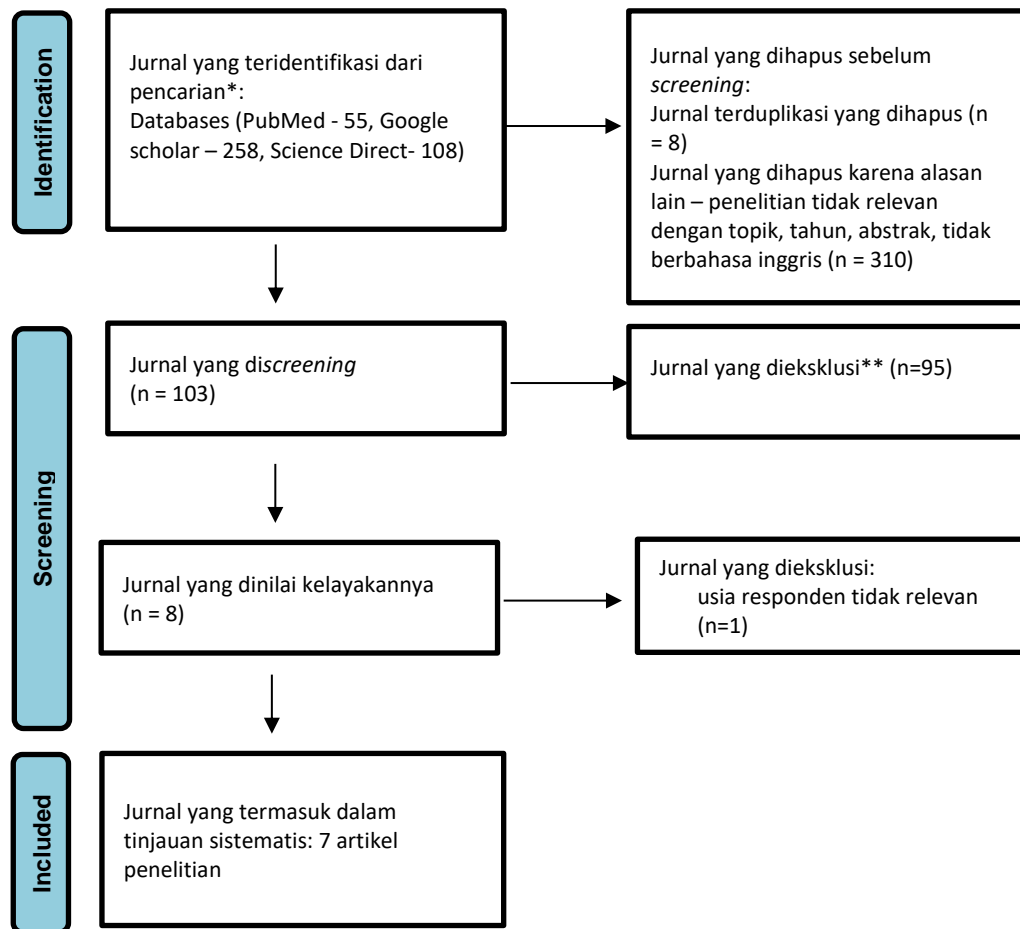 Identification
Jurnal yang teridentifikasi dari
pencarian*:
Databases (PubMed - 55, Google
scholar – 258, Science Direct- 108)
Jurnal yang dihapus sebelum
screening:
Jurnal terduplikasi yang dihapus (n
= 8)
Jurnal yang dihapus karena alasan
lain – penelitian tidak relevan
dengan topik, tahun, abstrak, tidak
berbahasa inggris (n = 310)
Screening
Jurnal yang discreening
(n = 103)
Jurnal yang dieksklusi** (n=95)
Jurnal yang dinilai kelayakannya
(n = 8)
Jurnal yang dieksklusi:
usia responden tidak relevan
(n=1)
Included
Jurnal yang termasuk dalam
tinjauan sistematis: 7 artikel
penelitian